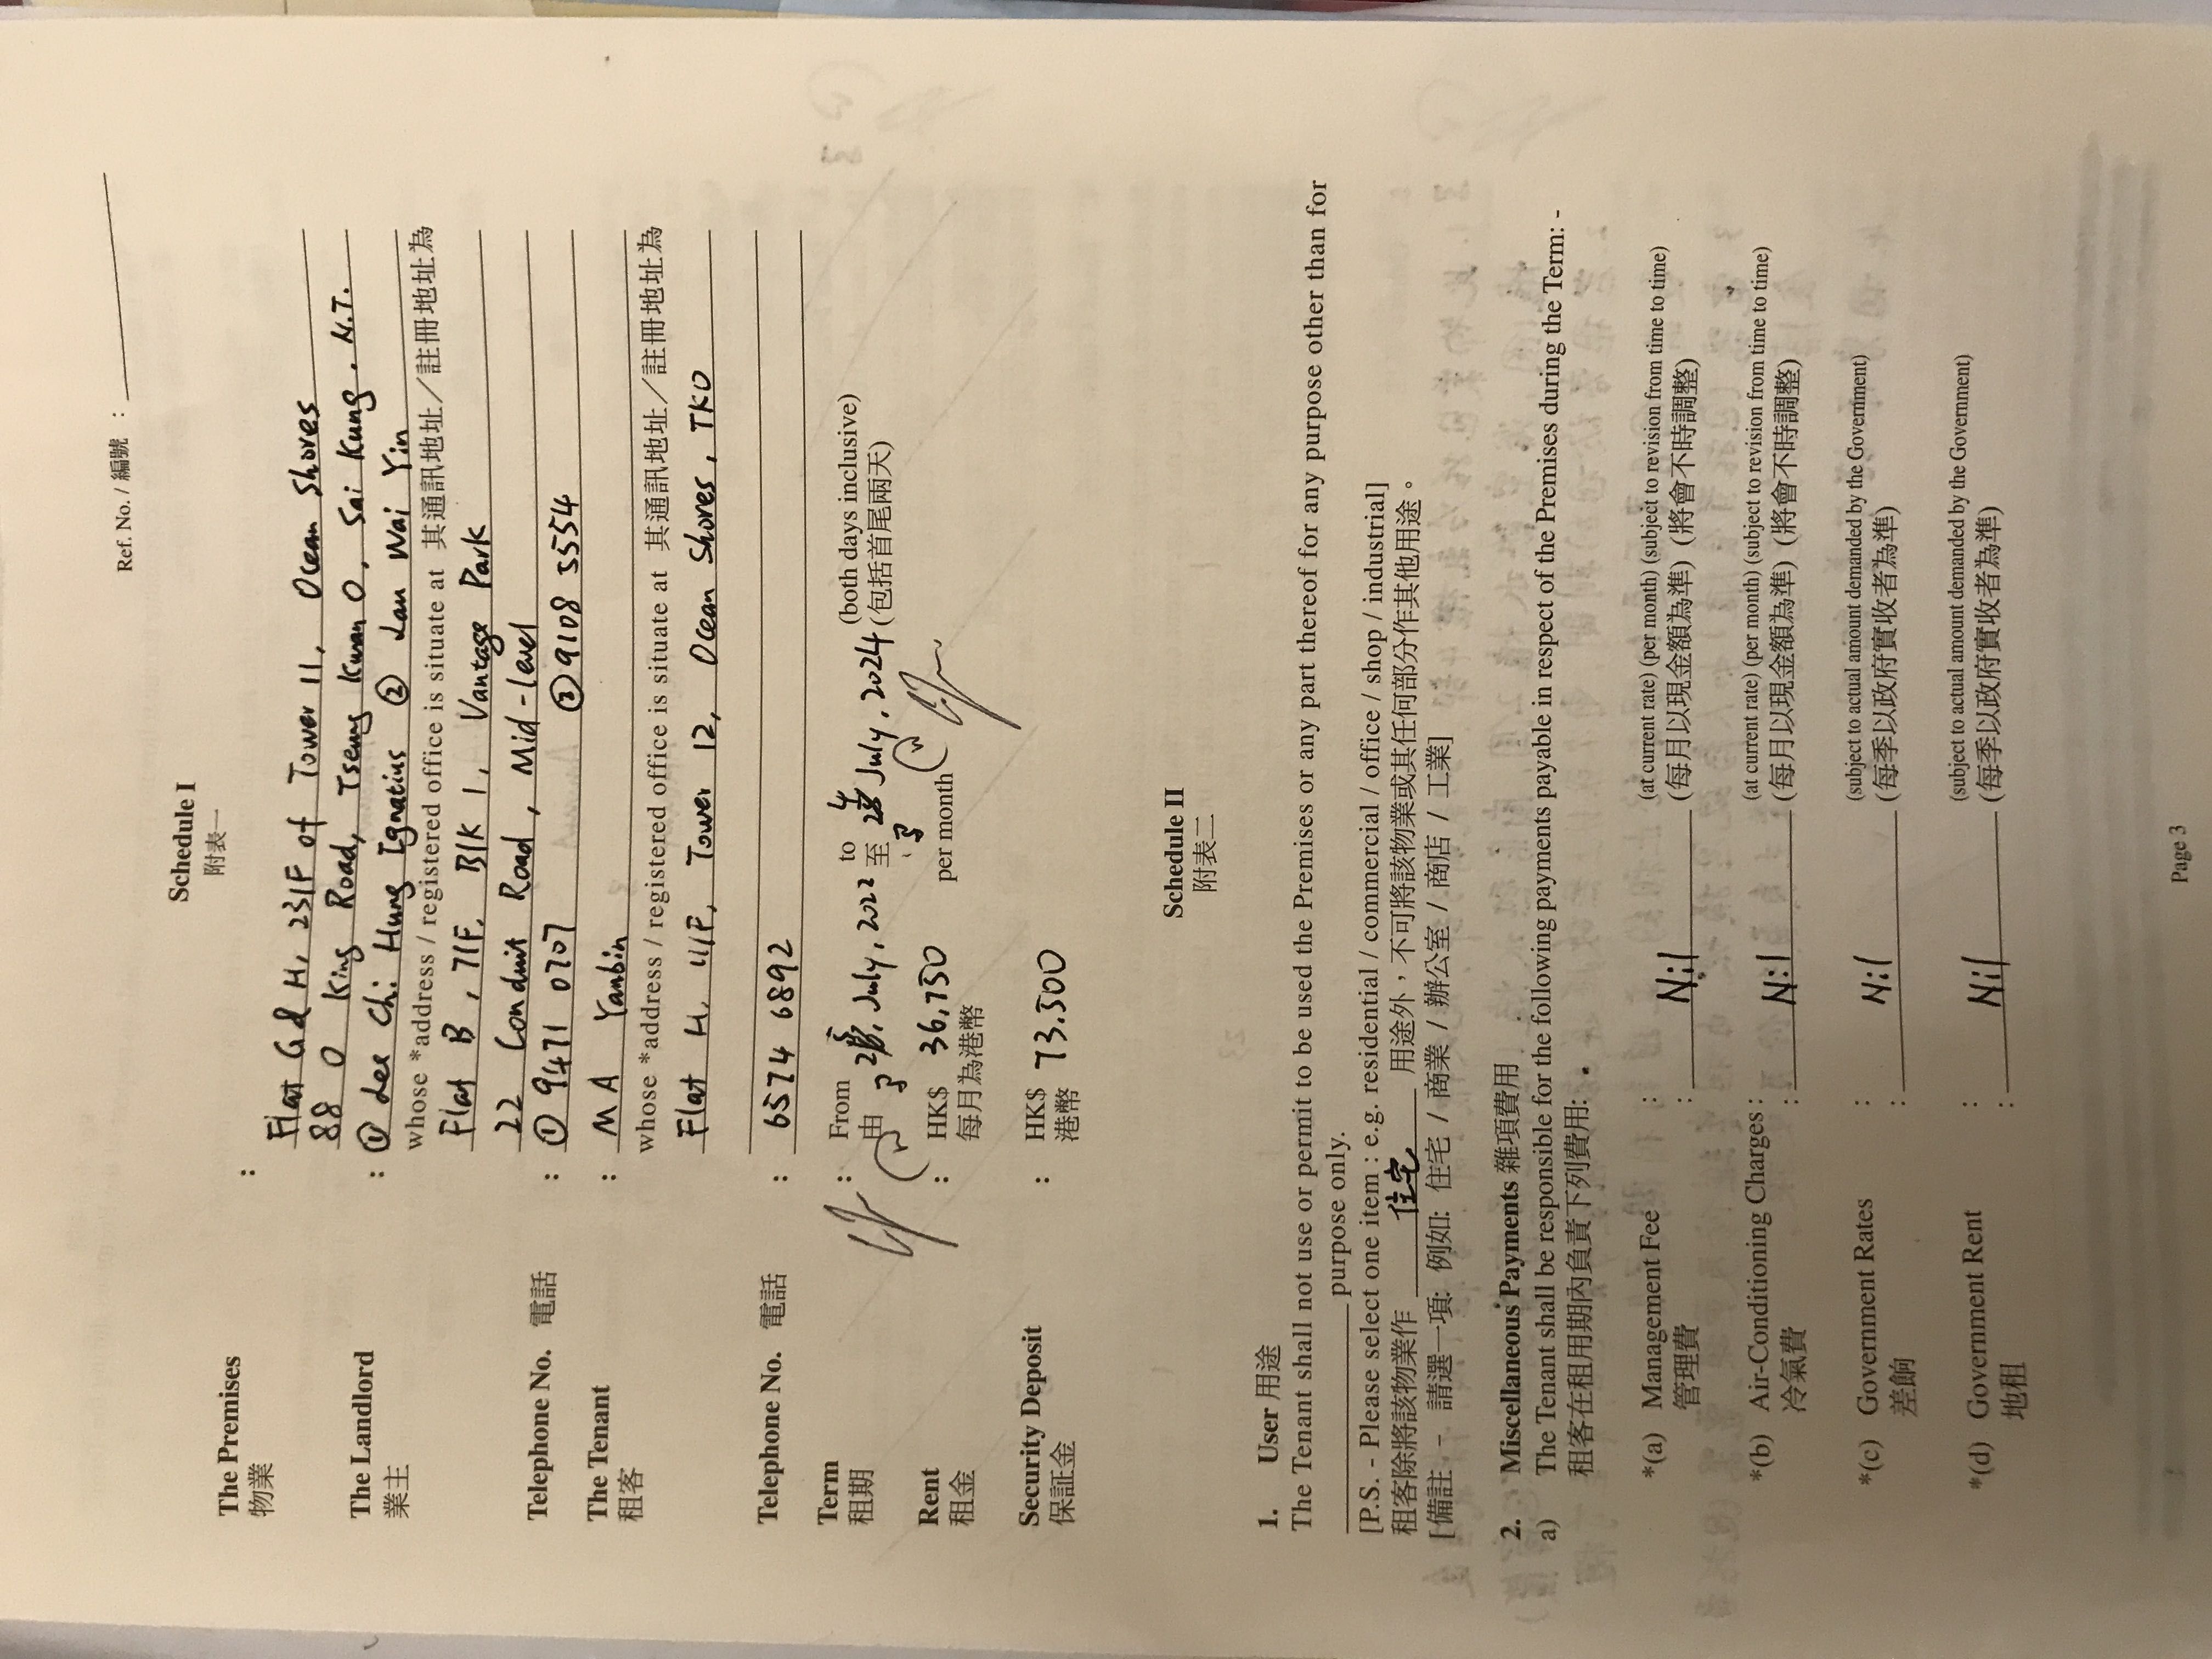 Ref. No. / 編號 :
Schedule I
附表一
The Premises : Flat G & H, 23/F of Tower 11, Ocean Shores
物業 88 O King Road, Tseung Kwan O, Sai Kung, N.T.
The Landlord : ① Lee Chi Hung Ignatius ② Lau Wai Yin
業主 whose *address / registered office is situate at 其通訊地址／註冊地址為
Flat B, 7/F, Blk 1, Vantage Park
22 Conduit Road, Mid-level
Telephone No. 電話 : ① 9471 0707 ② 9108 5554
The Tenant : MA Yanbin
租客 whose *address / registered office is situate at 其通訊地址／註冊地址為
Flat H, 4/F, Tower 12, Ocean Shores, TKO
Telephone No. 電話 : 6574 6892
Term : From to (both days inclusive)
租期 由 July, 2022 至 July, 2024 (包括首尾兩天)
Rent : HK$ 36,750 per month
租金 每月為港幣
Security Deposit : HK$ 73,500
保証金 港幣
Schedule II
附表二
1. User 用途
The Tenant shall not use or permit to be used the Premises or any part thereof for any purpose other than for
purpose only.
[P.S. - Please select one item : e.g. residential / commercial / office / shop / industrial]
租客除將該物業作 住宅 用途外，不可將該物業或其任何部分作其他用途。
[備註 - 請選一項: 例如: 住宅 / 商業 / 辦公室 / 商店 / 工業]
2. Miscellaneous Payments 雜項費用
a) The Tenant shall be responsible for the following payments payable in respect of the Premises during the Term: -
租客在租用期內負責下列費用:
*(a) Management Fee : Nil (at current rate) (per month) (subject to revision from time to time)
管理費 : (每月以現金額為準) (將會不時調整)
*(b) Air-Conditioning Charges : Nil (at current rate) (per month) (subject to revision from time to time)
冷氣費 : (每月以現金額為準) (將會不時調整)
*(c) Government Rates : Nil (subject to actual amount demanded by the Government)
差餉 : (每季以政府實收者為準)
*(d) Government Rent : Nil (subject to actual amount demanded by the Government)
地租 : (每季以政府實收者為準)
Page 3